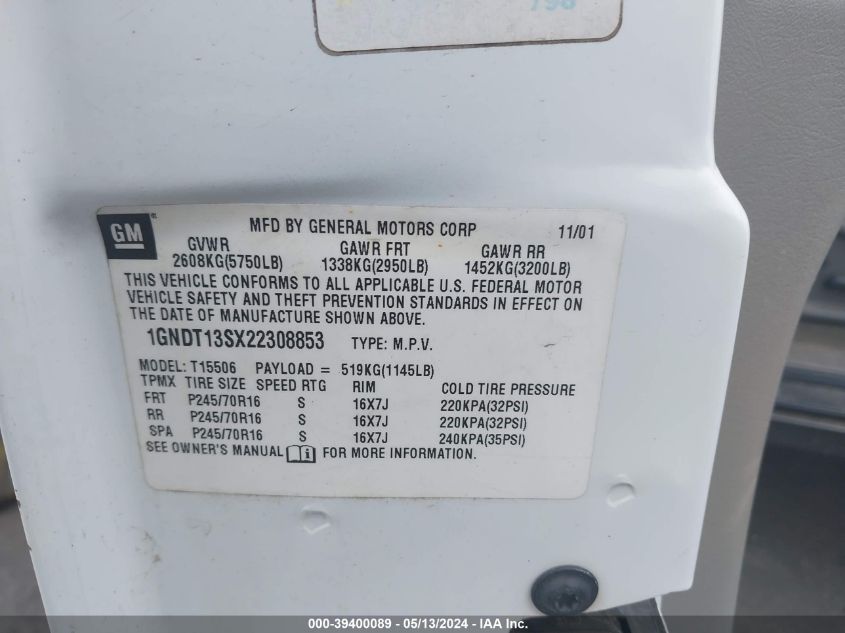 798
GM
MFD BY GENERAL MOTORS CORP 11/01
GVWR GAWR FRT GAWR RR
2608KG(5750LB) 1338KG(2950LB) 1452KG(3200LB)
THIS VEHICLE CONFORMS TO ALL APPLICABLE U.S. FEDERAL MOTOR
VEHICLE SAFETY AND THEFT PREVENTION STANDARDS IN EFFECT ON
THE DATE OF MANUFACTURE SHOWN ABOVE.
1GNDT13SX22308853 TYPE: M.P.V.
MODEL: T15506 PAYLOAD = 519KG(1145LB)
TPMX TIRE SIZE SPEED RTG RIM COLD TIRE PRESSURE
FRT P245/70R16 S 16X7J 220KPA(32PSI)
RR P245/70R16 S 16X7J 220KPA(32PSI)
SPA P245/70R16 S 16X7J 240KPA(35PSI)
SEE OWNER'S MANUAL FOR MORE INFORMATION.
000-39400089 - 05/13/2024 - IAA Inc.